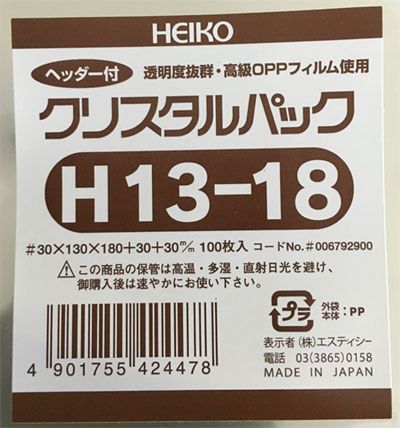 HEIKO
ヘッダー付 透明度抜群・高級OPPフィルム使用
クリスタルパック
H13-18
#30×130×180+30+30m/m 100枚入 コードNo.#006792900
⚠この商品の保管は高温・多湿・直射日光を避け、
御購入後は速やかにお使い下さい。
プラ 外袋 本体:PP
表示者(株)エスティシー
電話 03(3865)0158
MADE IN JAPAN
4 901755 424478